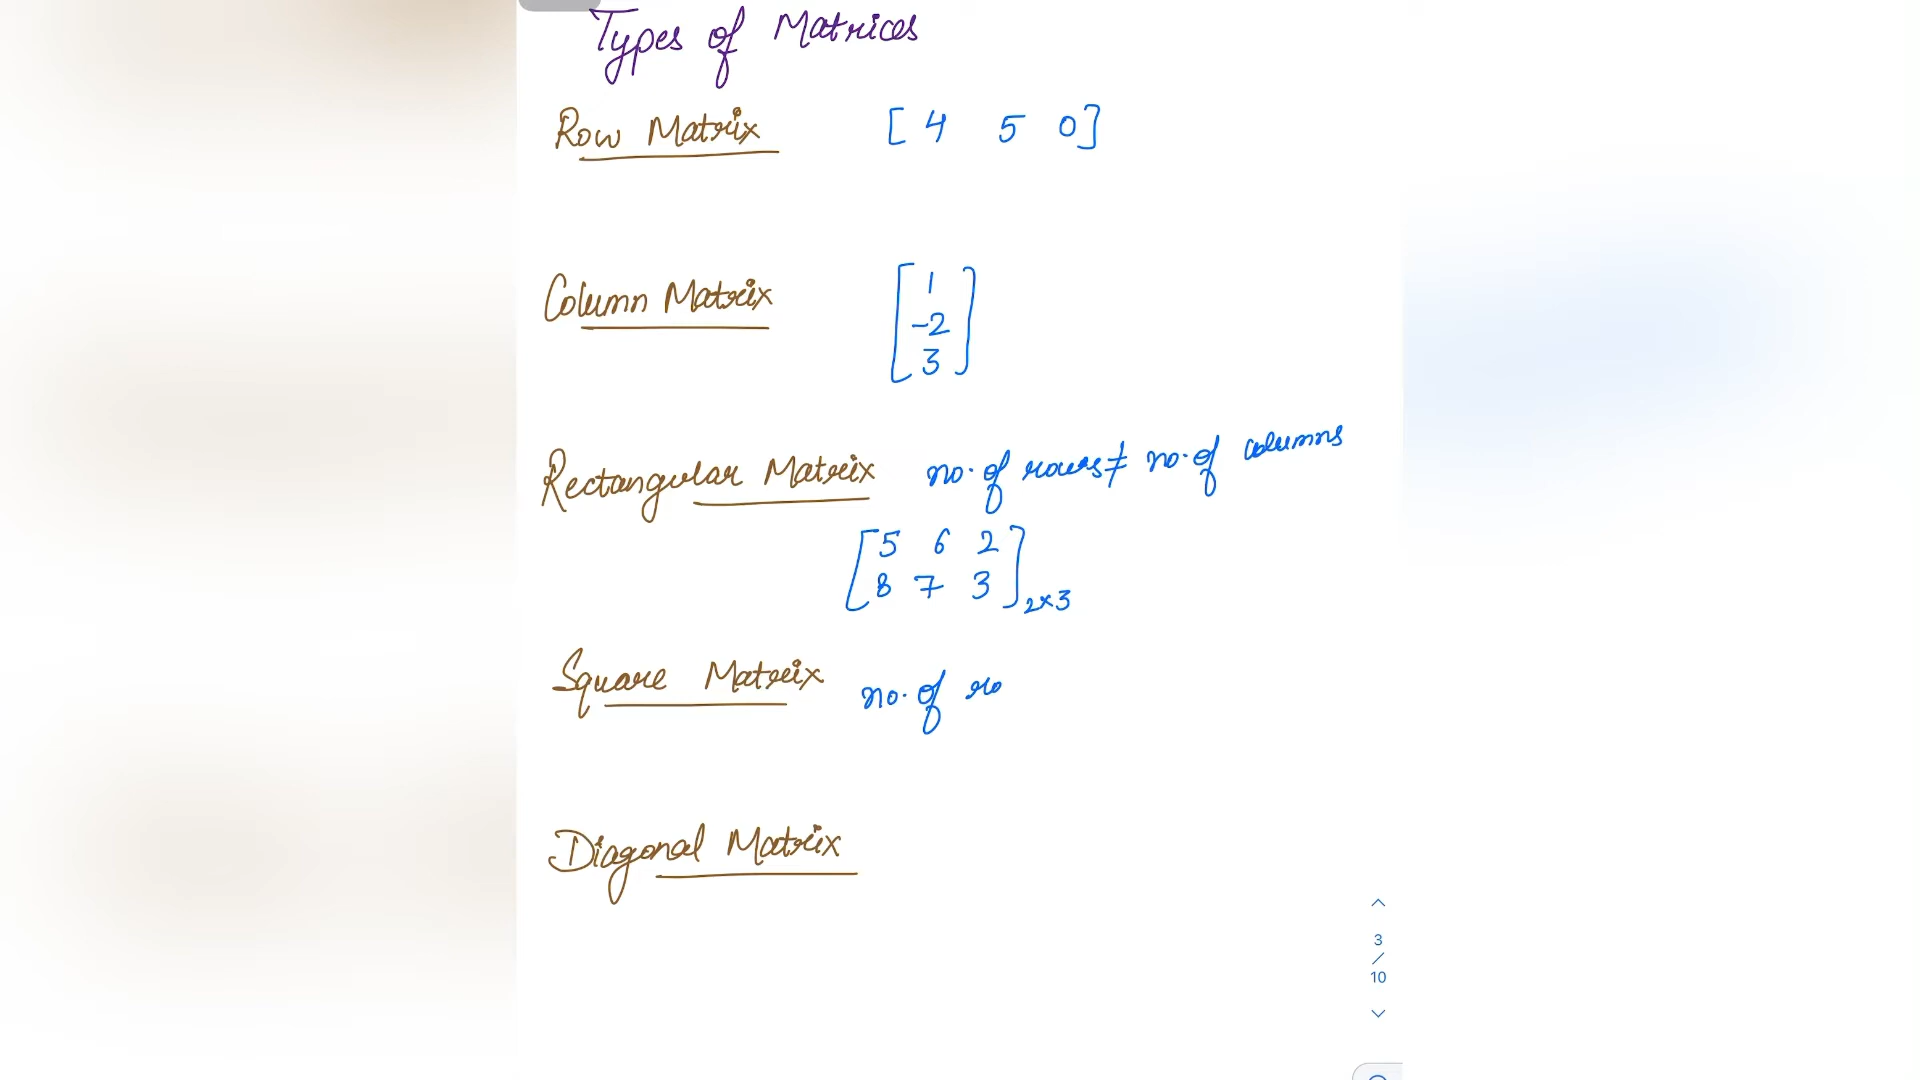 Types of Matrices
Row Matrix [ 4 5 0 ]
Column Matrix
1
-2
3
Rectangular Matrix no. of rows ≠ no. of columns
5 6 2
8 7 3 2×3
Square Matrix no. of ro
Diagonal Matrix
3
/
10